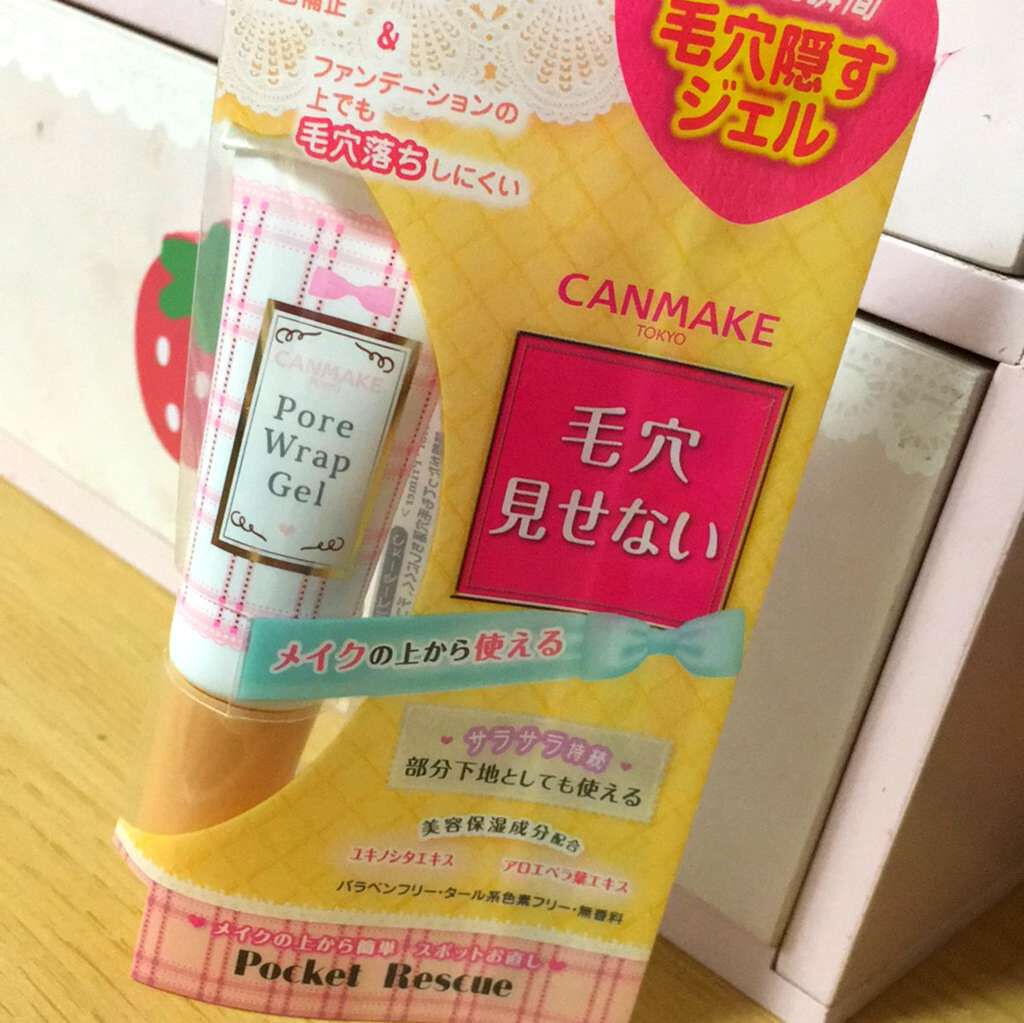 補正
&
ファンデーションの
上でも
毛穴落ちしにくい
瞬間
毛穴隠す
ジェル
CANMAKE
TOKYO
毛穴
見せない
CANMAKE
TOKYO
Pore
Wrap
Gel
メイクの上から使える
サラサラ持続
部分下地としても使える
美容保湿成分配合
ユキノシタエキス アロエベラ葉エキス
パラベンフリー・タール系色素フリー・無香料
メイクの上から簡単 スポットお直し
Pocket Rescue